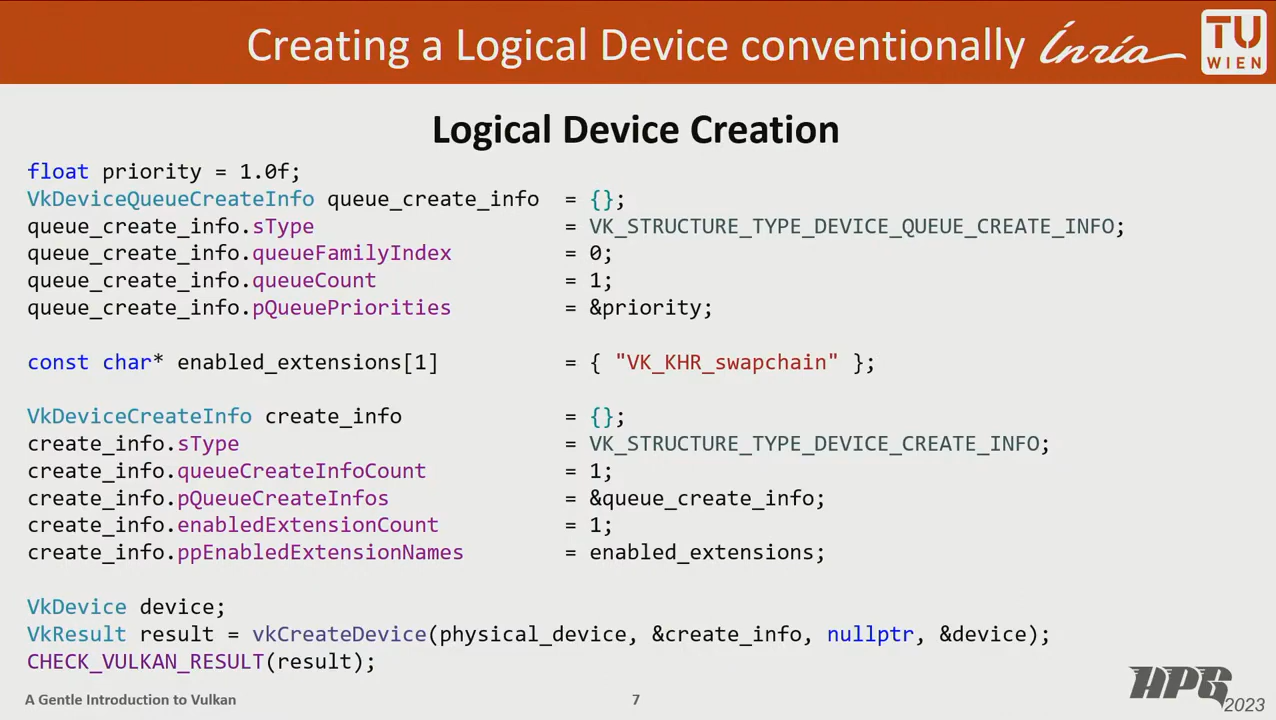 Creating a Logical Device conventionally
Inria
TU
WIEN
Logical Device Creation
float priority = 1.0f;
VkDeviceQueueCreateInfo queue_create_info = {};
queue_create_info.sType = VK_STRUCTURE_TYPE_DEVICE_QUEUE_CREATE_INFO;
queue_create_info.queueFamilyIndex = 0;
queue_create_info.queueCount = 1;
queue_create_info.pQueuePriorities = &priority;
const char* enabled_extensions[1] = { "VK_KHR_swapchain" };
VkDeviceCreateInfo create_info = {};
create_info.sType = VK_STRUCTURE_TYPE_DEVICE_CREATE_INFO;
create_info.queueCreateInfoCount = 1;
create_info.pQueueCreateInfos = &queue_create_info;
create_info.enabledExtensionCount = 1;
create_info.ppEnabledExtensionNames = enabled_extensions;
VkDevice device;
VkResult result = vkCreateDevice(physical_device, &create_info, nullptr, &device);
CHECK_VULKAN_RESULT(result);
A Gentle Introduction to Vulkan
7
HPG
2023